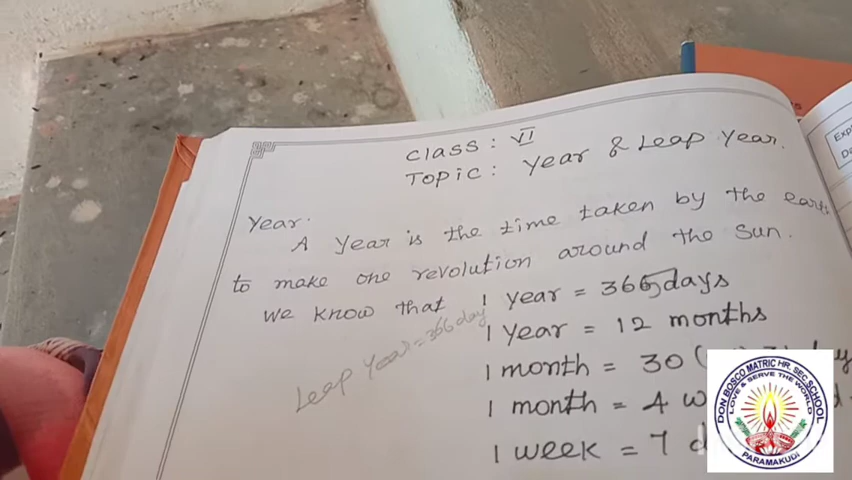 Class: VI
Topic: Year & Leap Year.
Year:
A Year is the time taken by the earth
to make one revolution around the Sun.
We know that 1 year = 365 days
Leap Year = 366 day
1 year = 12 months
1 month = 30
1 month = 4
1 week = 7
DON BOSCO MATRIC HR. SEC SCHOOL
LOVE & SERVE THE WORLD
PARAMAKUDI